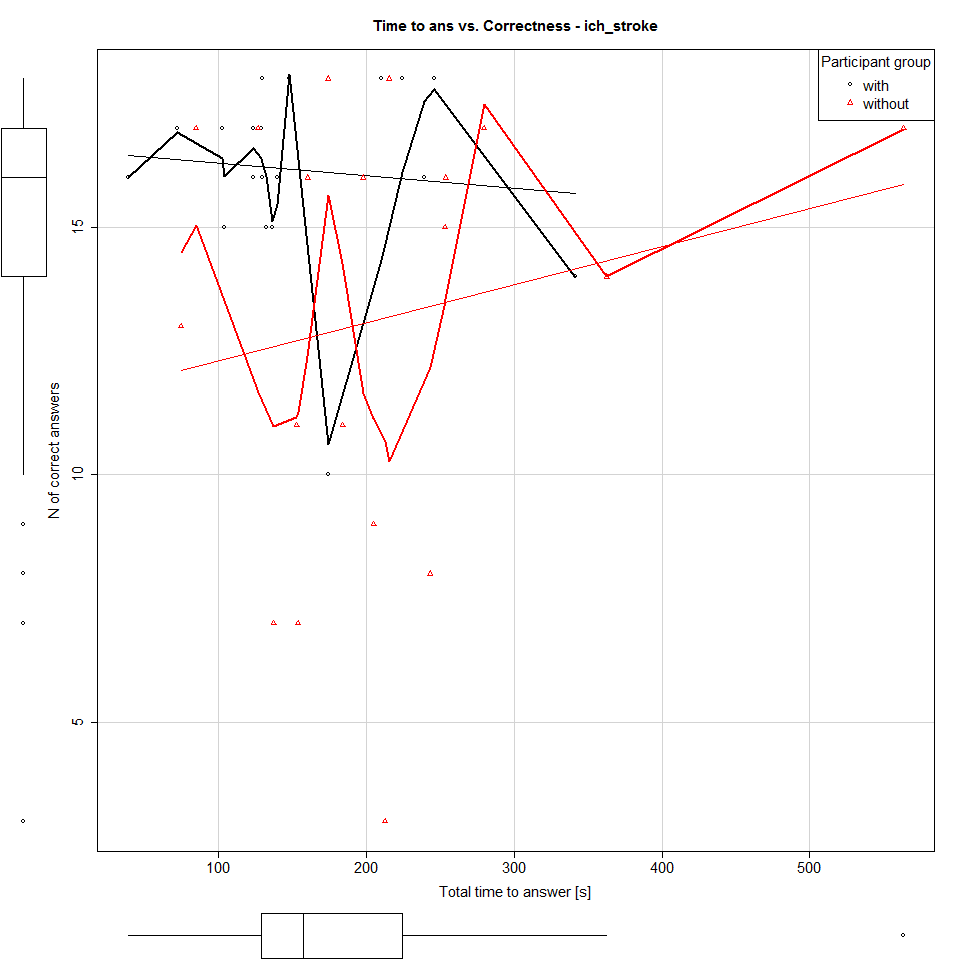 Time to ans vs. Correctness - ich_stroke
Participant group
with
without
15
10
5
N of correct answers
100 200 300 400 500
Total time to answer [s]